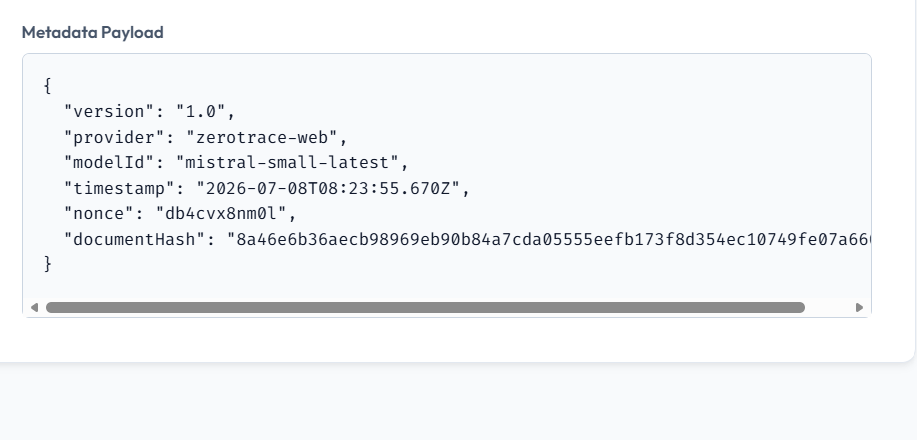 Metadata Payload
{
  "version": "1.0",
  "provider": "zerotrace-web",
  "modelId": "mistral-small-latest",
  "timestamp": "2026-07-08T08:23:55.670Z",
  "nonce": "db4cvx8nm0l",
  "documentHash": "8a46e6b36aecb98969eb90b84a7cda05555eefb173f8d354ec10749fe07a66
}